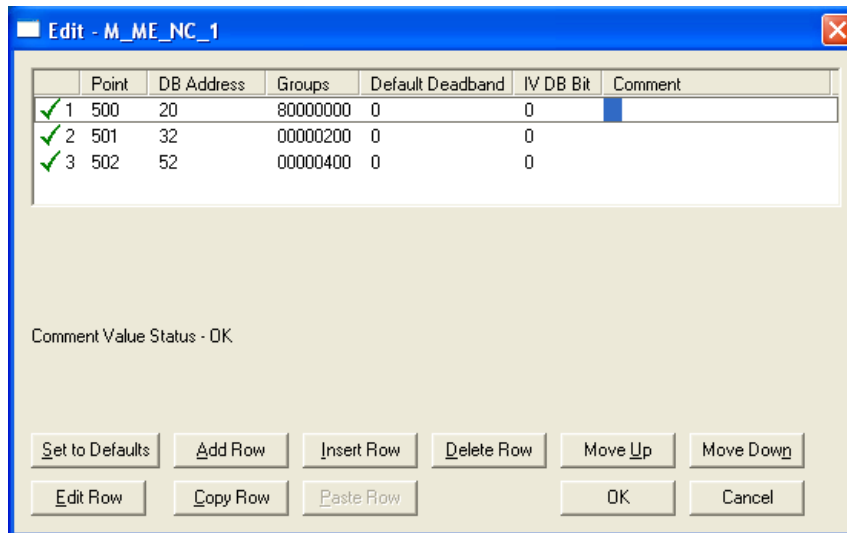 Edit - M_ME_NC_1
Point DB Address Groups Default Deadband IV DB Bit Comment
1 500 20 80000000 0 0
2 501 32 00000200 0 0
3 502 52 00000400 0 0
Comment Value Status - OK
Set to Defaults Add Row Insert Row Delete Row Move Up Move Down
Edit Row Copy Row Paste Row OK Cancel